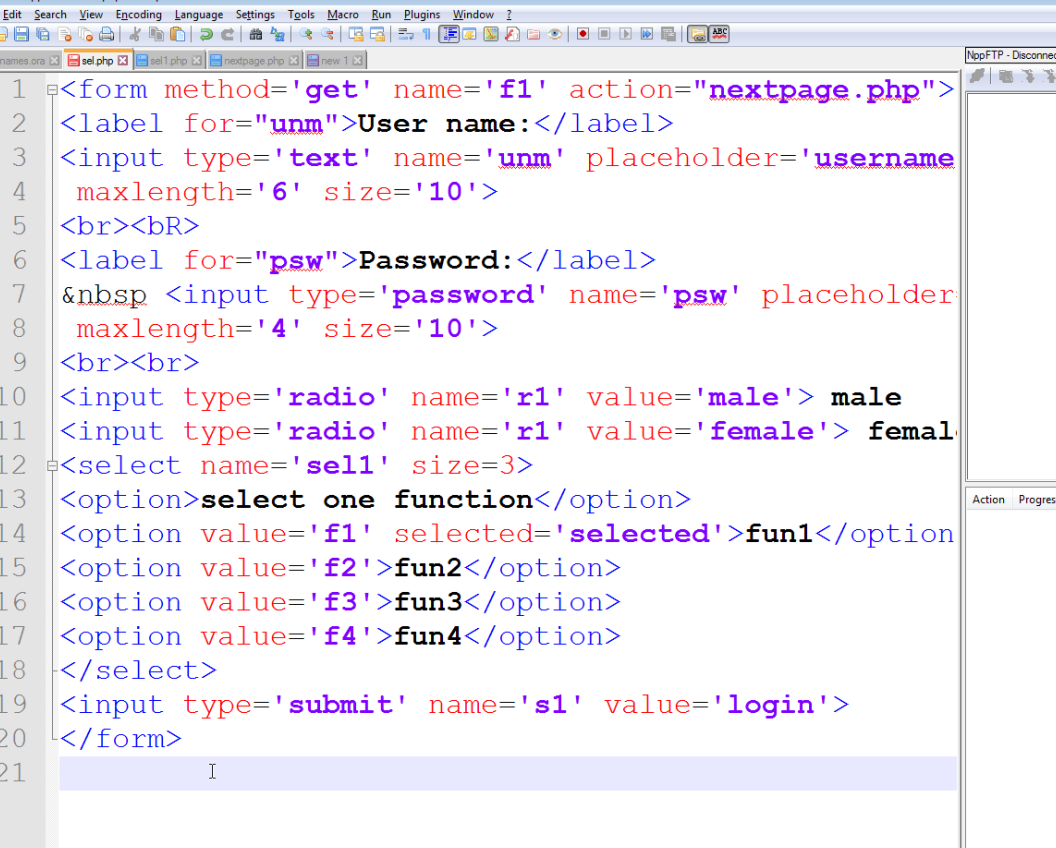 Edit Search View Encoding Language Settings Tools Macro Run Plugins Window ?
names.ora sel.php sel1.php nextpage.php new 1
NppFTP - Disconnec
1 <form method='get' name='f1' action="nextpage.php">
2 <label for="unm">User name:</label>
3 <input type='text' name='unm' placeholder='username
4 maxlength='6' size='10'>
5 <br><bR>
6 <label for="psw">Password:</label>
7 &nbsp <input type='password' name='psw' placeholder
8 maxlength='4' size='10'>
9 <br><br>
10 <input type='radio' name='r1' value='male'> male
11 <input type='radio' name='r1' value='female'> femal
12 <select name='sel1' size=3>
13 <option>select one function</option>
14 <option value='f1' selected='selected'>fun1</option
15 <option value='f2'>fun2</option>
16 <option value='f3'>fun3</option>
17 <option value='f4'>fun4</option>
18 </select>
19 <input type='submit' name='s1' value='login'>
20 </form>
21
Action Progres